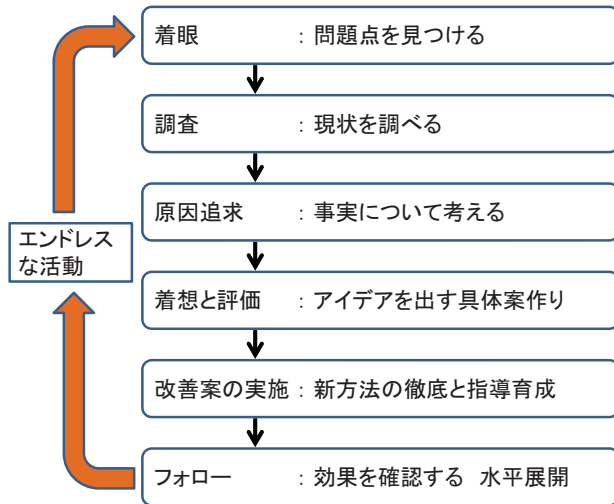 着眼 : 問題点を見つける
調査 : 現状を調べる
原因追求 : 事実について考える
エンドレス
な活動
着想と評価 : アイデアを出す具体案作り
改善案の実施 : 新方法の徹底と指導育成
フォロー : 効果を確認する 水平展開